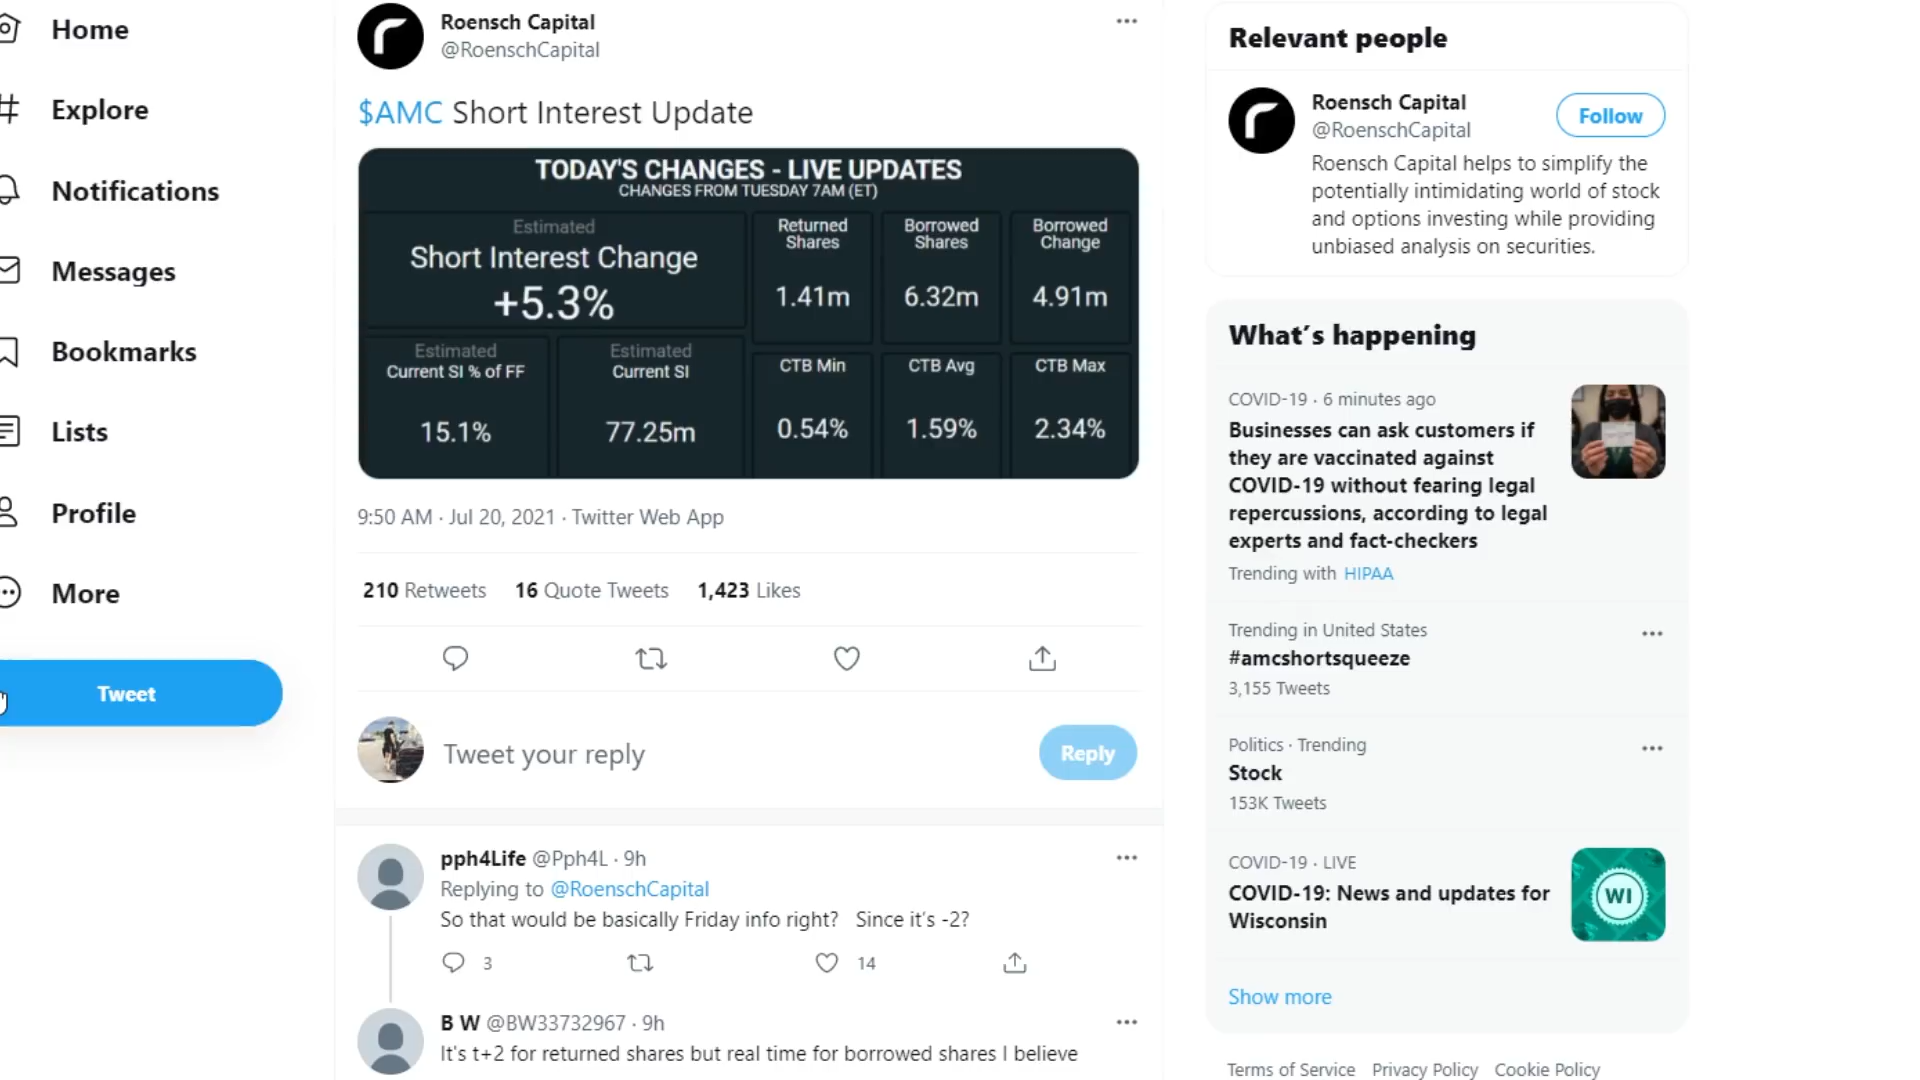 Home
Explore
Notifications
Messages
Bookmarks
Lists
Profile
More
Tweet
Roensch Capital
@RoenschCapital
$AMC Short Interest Update
TODAY'S CHANGES - LIVE UPDATES
CHANGES FROM TUESDAY 7AM (ET)
Estimated
Short Interest Change
+5.3%
Returned
Shares
1.41m
Borrowed
Shares
6.32m
Borrowed
Change
4.91m
Estimated
Current SI % of FF
15.1%
Estimated
Current SI
77.25m
CTB Min
0.54%
CTB Avg
1.59%
CTB Max
2.34%
9:50 AM · Jul 20, 2021 · Twitter Web App
210 Retweets 16 Quote Tweets 1,423 Likes
Tweet your reply
Reply
pph4Life @Pph4L · 9h
Replying to @RoenschCapital
So that would be basically Friday info right? Since it's -2?
3
14
B W @BW33732967 · 9h
It's t+2 for returned shares but real time for borrowed shares I believe
Relevant people
Roensch Capital
@RoenschCapital
Follow
Roensch Capital helps to simplify the
potentially intimidating world of stock
and options investing while providing
unbiased analysis on securities.
What's happening
COVID-19 · 6 minutes ago
Businesses can ask customers if
they are vaccinated against
COVID-19 without fearing legal
repercussions, according to legal
experts and fact-checkers
Trending with HIPAA
Trending in United States
#amcshortsqueeze
3,155 Tweets
Politics · Trending
Stock
153K Tweets
COVID-19 · LIVE
COVID-19: News and updates for
Wisconsin
WI
Show more
Terms of Service Privacy Policy Cookie Policy